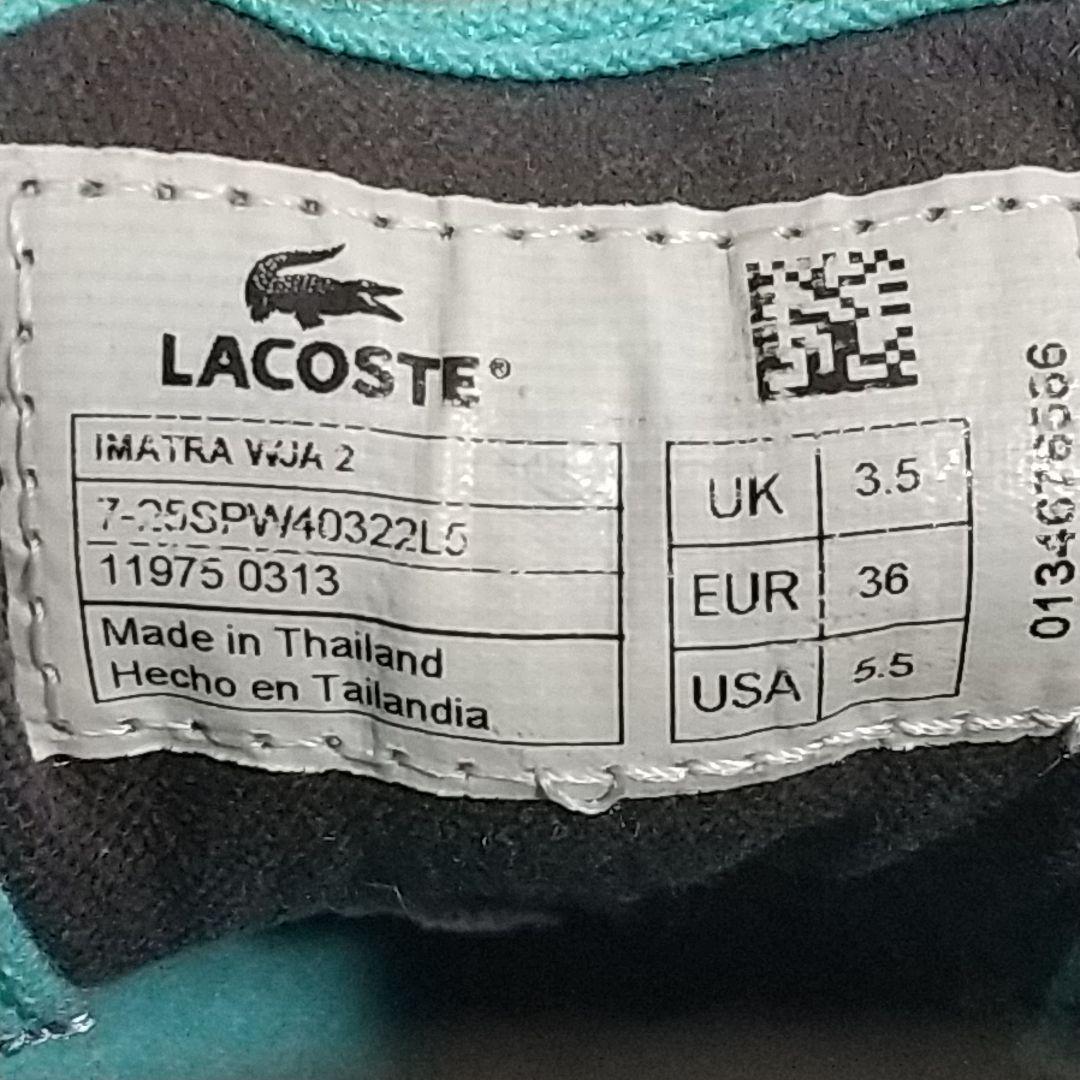 LACOSTE®
IMATRA WJA 2
7-25SPW40322L5
11975 0313
Made in Thailand
Hecho en Tailandia
UK 3.5
EUR 36
USA 5.5